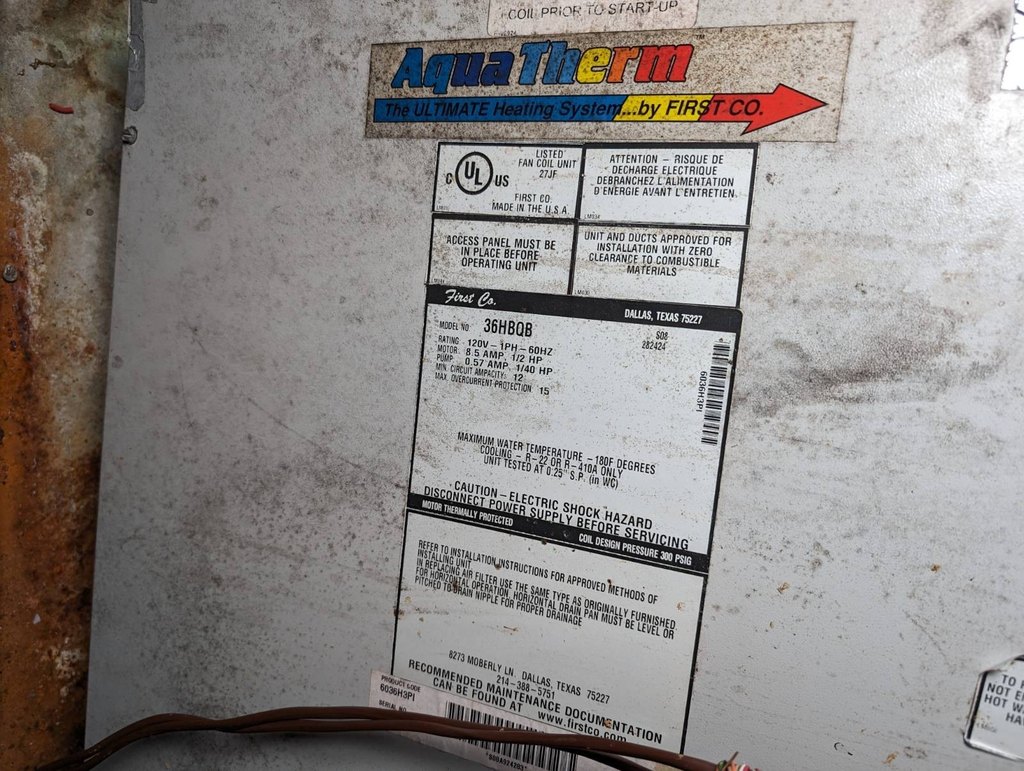 COIL PRIOR TO START-UP
AquaTherm
The ULTIMATE Heating System...by FIRST CO.
C UL US
LISTED
FAN COIL UNIT
27JF
FIRST CO.
MADE IN THE U.S.A.
ATTENTION - RISQUE DE
DECHARGE ELECTRIQUE
DEBRANCHEZ L'ALIMENTATION
D'ENERGIE AVANT L'ENTRETIEN.
LM034
ACCESS PANEL MUST BE
IN PLACE BEFORE
OPERATING UNIT
UNIT AND DUCTS APPROVED FOR
INSTALLATION WITH ZERO
CLEARANCE TO COMBUSTIBLE
MATERIALS
First Co.
DALLAS, TEXAS 75227
MODEL NO 36HBQB
S08
282424
RATING: 120V-1PH-60HZ
MOTOR: 8.5 AMP, 1/2 HP
PUMP: 0.57 AMP, 1/40 HP
MIN. CIRCUIT AMPACITY: 12
MAX. OVERCURRENT PROTECTION 15
6036H3PI
MAXIMUM WATER TEMPERATURE -180F DEGREES
COOLING - R-22 OR R-410A ONLY
UNIT TESTED AT 0.25" S.P. (in WC)
CAUTION - ELECTRIC SHOCK HAZARD
DISCONNECT POWER SUPPLY BEFORE SERVICING
MOTOR THERMALLY PROTECTED
COIL DESIGN PRESSURE 300 PSIG
REFER TO INSTALLATION INSTRUCTIONS FOR APPROVED METHODS OF
INSTALLING UNIT
IN REPLACING AIR FILTER USE THE SAME TYPE AS ORIGINALLY FURNISHED
FOR HORIZONTAL OPERATION, HORIZONTAL DRAIN PAN MUST BE LEVEL OR
PITCHED TO DRAIN NIPPLE FOR PROPER DRAINAGE
8273 MOBERLY LN. DALLAS, TEXAS 75227
214-388-5751
RECOMMENDED MAINTENANCE DOCUMENTATION
CAN BE FOUND AT www.firstco.com
PRODUCT CODE
6036H3PI
SERIAL NO.
TO
NOT
HOT